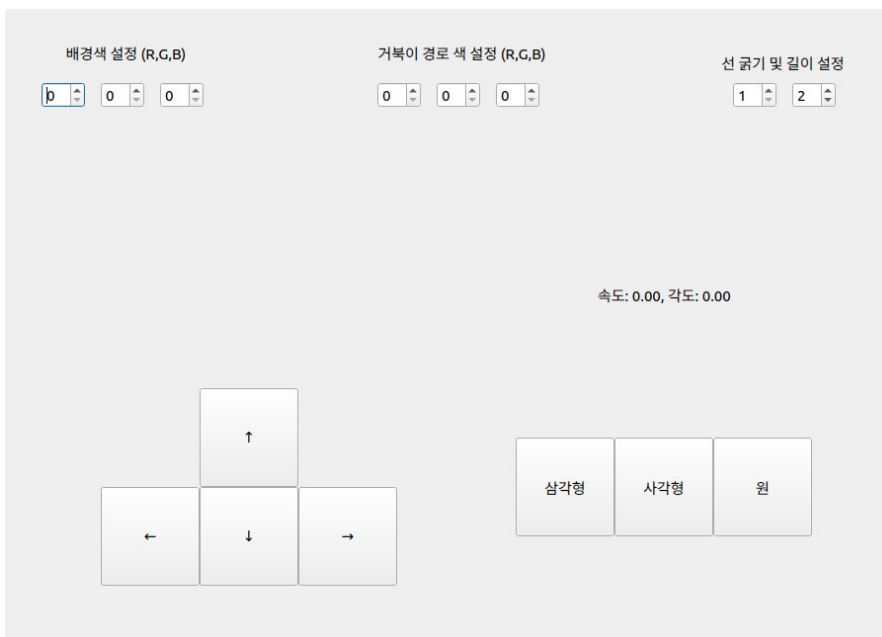 배경색 설정 (R,G,B)
거북이 경로 색 설정 (R,G,B)
선 굵기 및 길이 설정
0 0 0
0 0 0
1 2
속도: 0.00, 각도: 0.00
↑
← ↓ →
삼각형 사각형 원